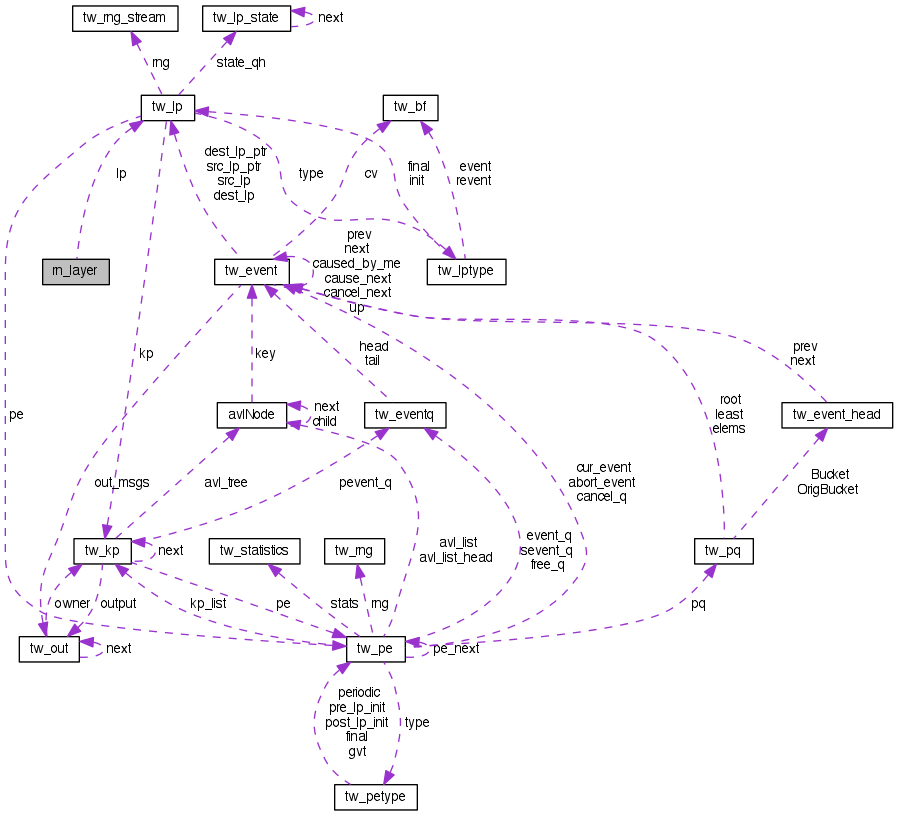 tw_rng_stream
tw_lp_state
next
rng
state_qh
tw_lp
tw_bf
lp
dest_lp_ptr
src_lp_ptr
src_lp
dest_lp
type
cv
final
init
event
revent
rn_layer
tw_event
prev
next
caused_by_me
cause_next
cancel_next
up
tw_lptype
kp
key
head
tail
prev
next
pe
avlNode
next
child
tw_eventq
root
least
elems
tw_event_head
out_msgs
avl_tree
pevent_q
cur_event
abort_event
cancel_q
Bucket
OrigBucket
tw_kp
next
tw_statistics
tw_rng
avl_list
avl_list_head
event_q
sevent_q
free_q
tw_pq
owner
output
kp_list
pe
stats
rng
pq
tw_out
next
tw_pe
pe_next
periodic
pre_lp_init
post_lp_init
final
gvt
type
tw_petype